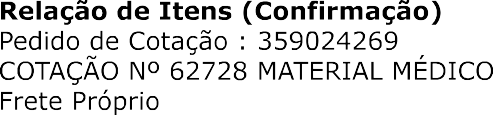 Relação de Itens (Confirmação)
Pedido de Cotação : 359024269
COTAÇÃO Nº 62728 MATERIAL MÉDICO
Frete Próprio